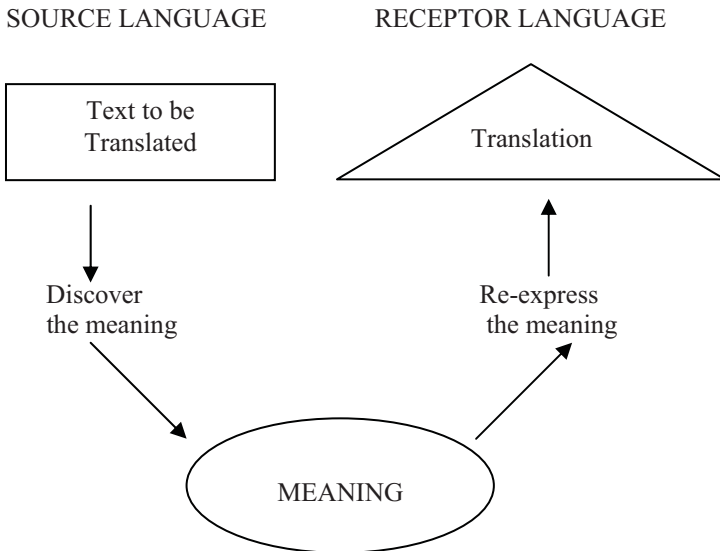 SOURCE LANGUAGE
RECEPTOR LANGUAGE
Text to be
Translated
Translation
Discover
the meaning
Re-express
the meaning
MEANING